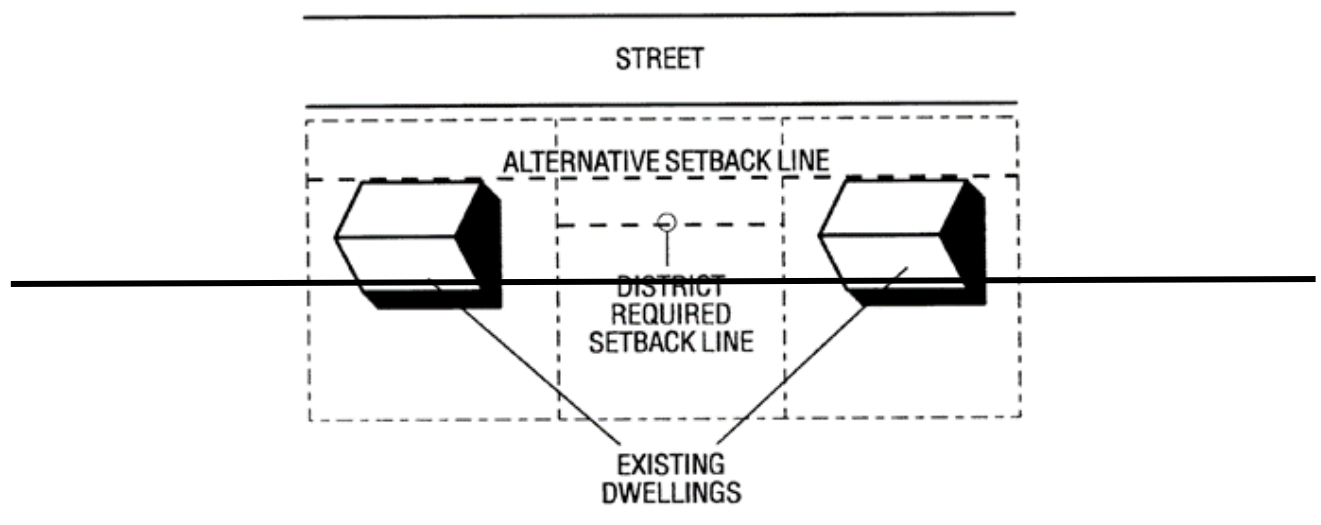 STREET
ALTERNATIVE SETBACK LINE
DISTRICT
REQUIRED
SETBACK LINE
EXISTING
DWELLINGS